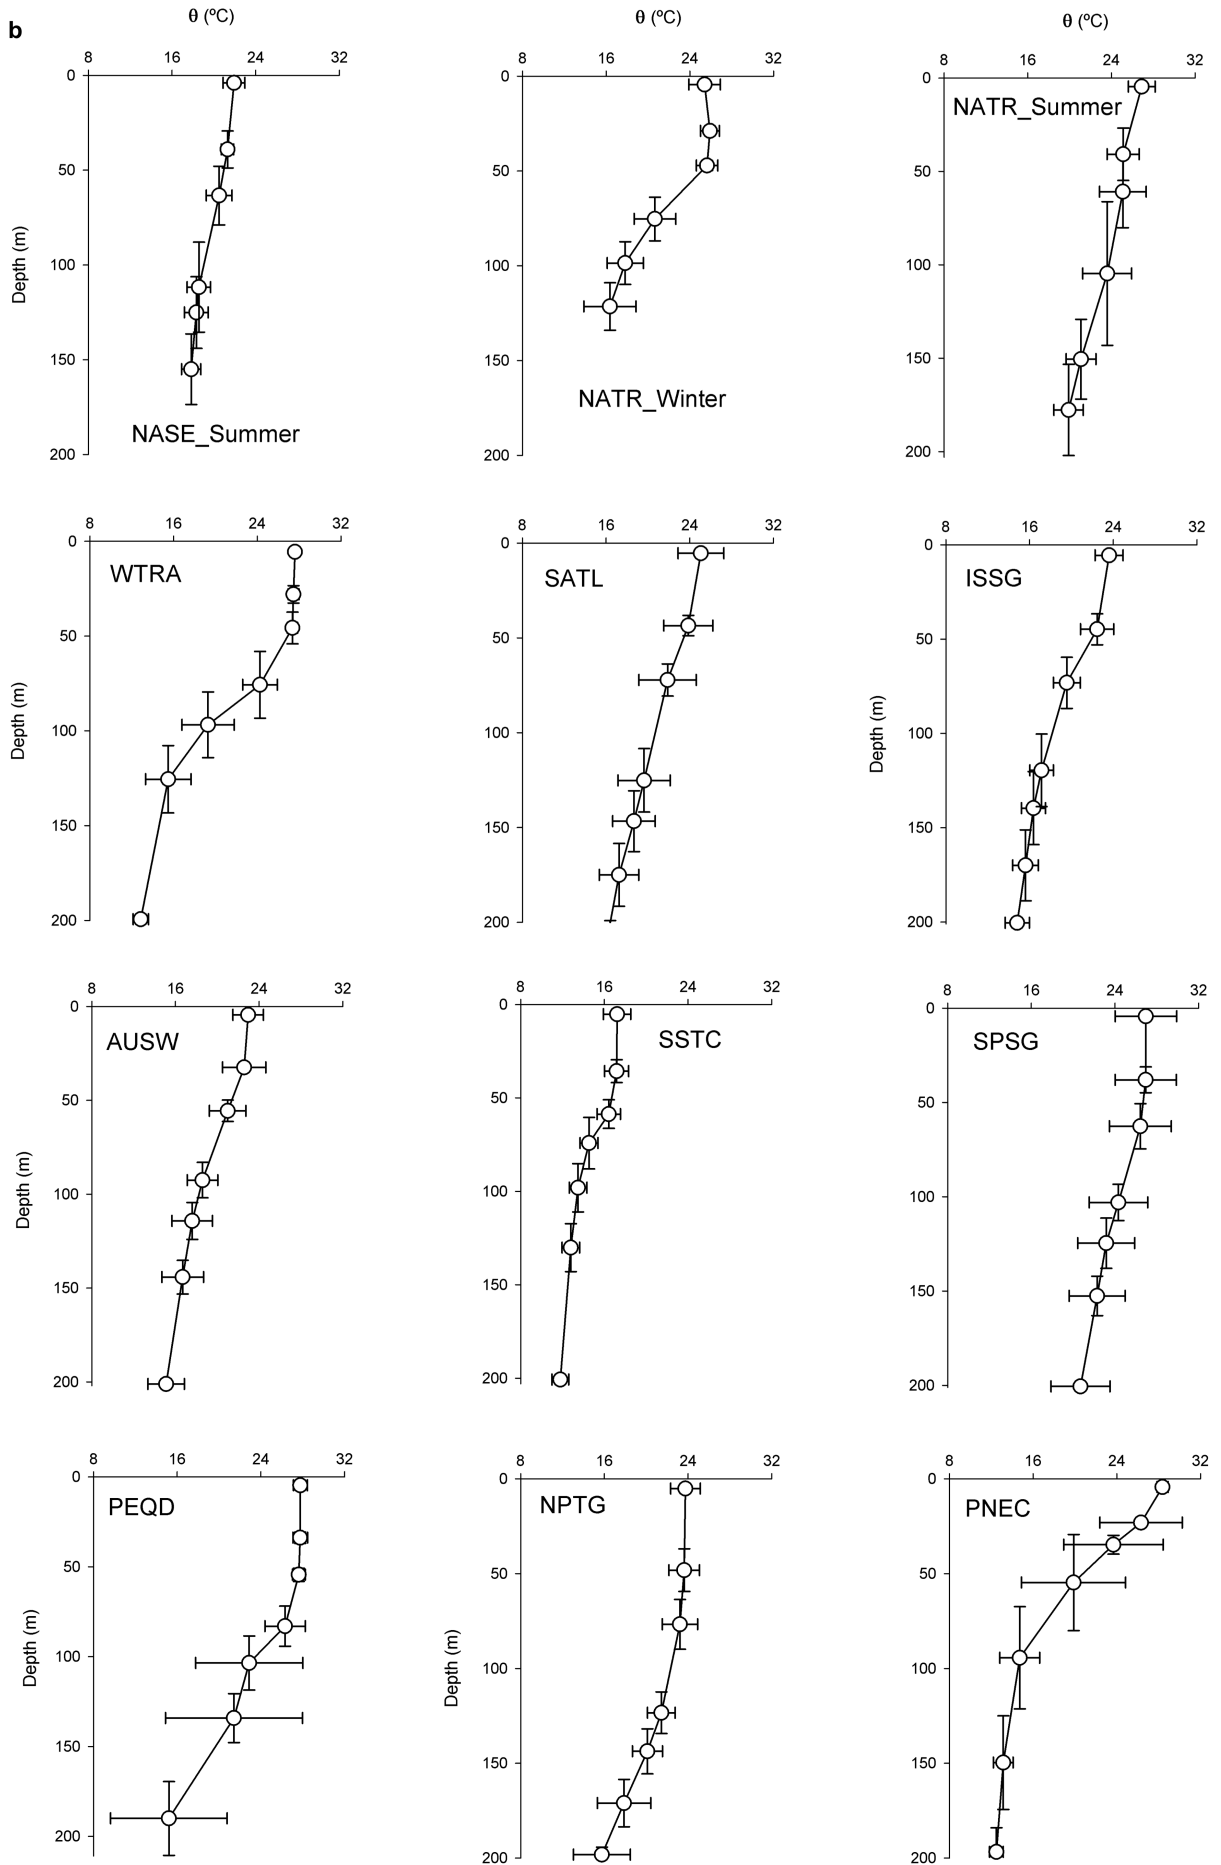 b
θ (ºC) θ (ºC) θ (ºC)
8 16 24 32 8 16 24 32 8 16 24 32
0 0 0
NATR_Summer
50 50 50
Depth (m)
100 100 100
150 150 150
NATR_Winter
NASE_Summer
200 200 200
8 16 24 32 8 16 24 32 8 16 24 32
0 0 0
WTRA SATL ISSG
50 50 50
Depth (m) Depth (m)
100 100 100
150 150 150
200 200 200
8 16 24 32 8 16 24 32 8 16 24 32
0 0 0
AUSW SSTC SPSG
50 50 50
Depth (m)
100 100 100
150 150 150
200 200 200
8 16 24 32 8 16 24 32 8 16 24 32
0 0 0
PEQD NPTG PNEC
50 50 50
Depth (m) Depth (m)
100 100 100
150 150 150
200 200 200